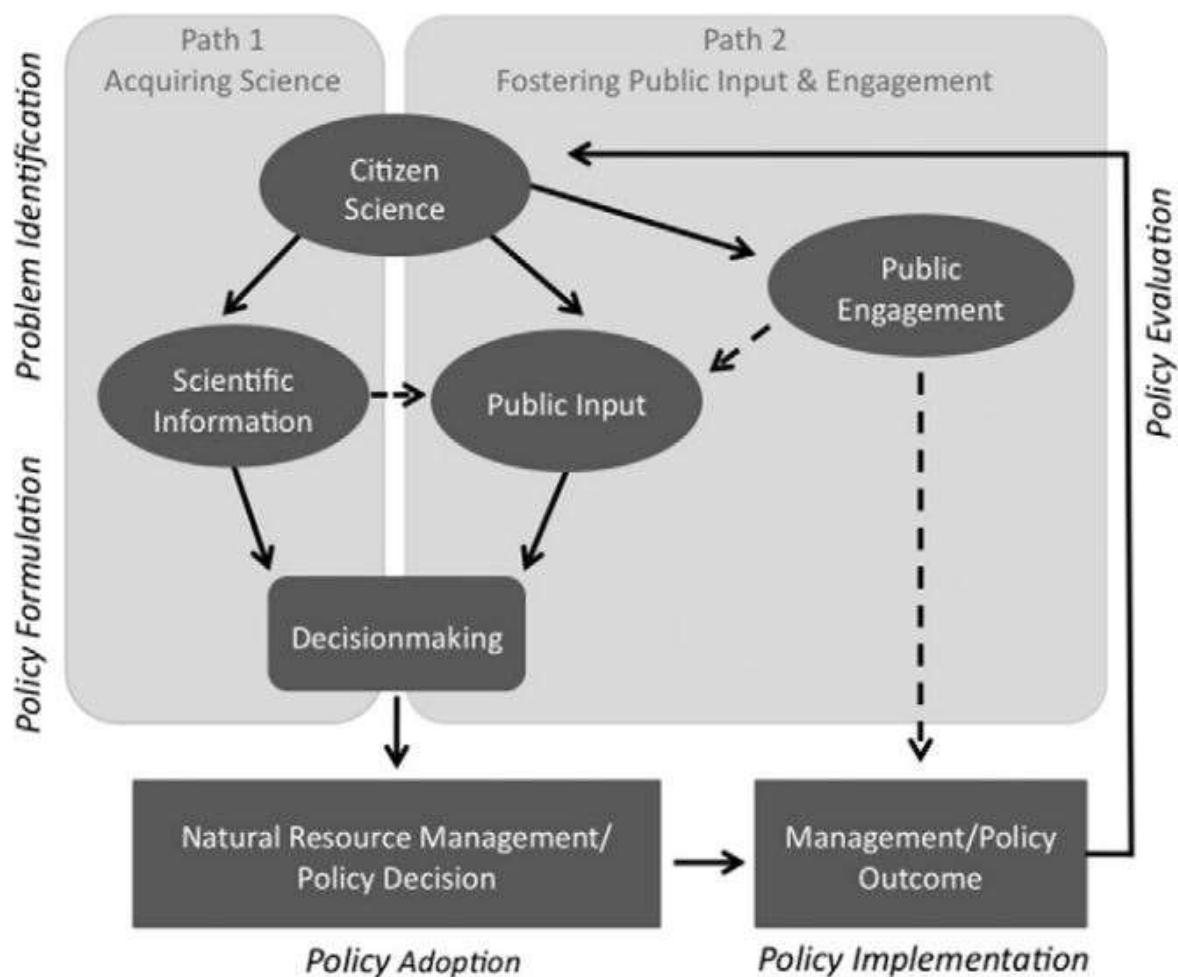 Path 1
Acquiring Science
Path 2
Fostering Public Input & Engagement
Problem Identification
Citizen
Science
Public
Engagement
Policy Evaluation
Scientific
Information
Public Input
Policy Formulation
Decisionmaking
Natural Resource Management/
Policy Decision
Management/Policy
Outcome
Policy Adoption
Policy Implementation